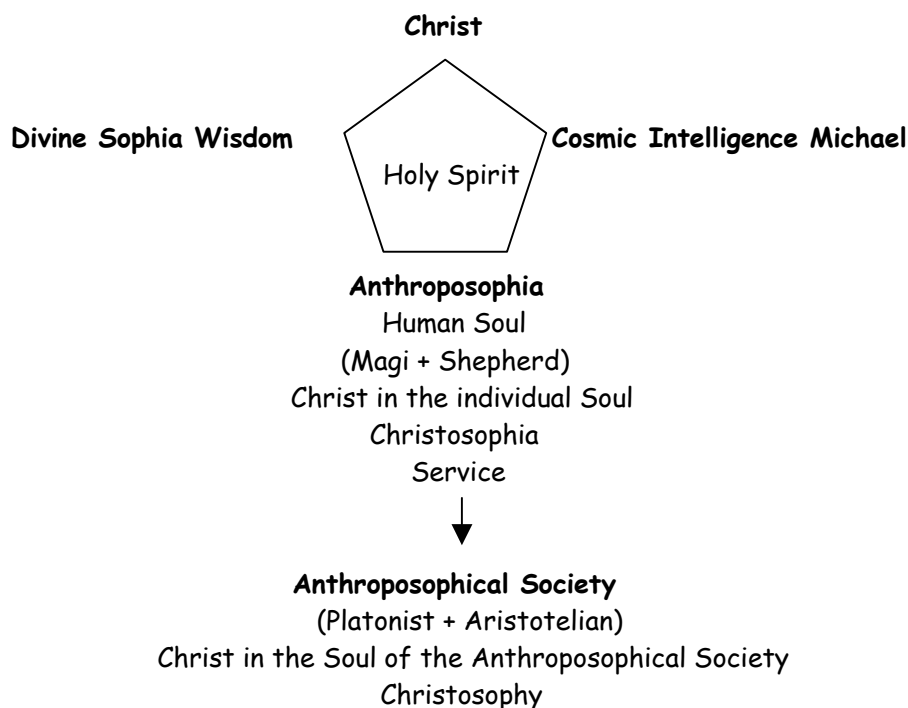 Christ
Divine Sophia Wisdom
Cosmic Intelligence Michael
Holy Spirit
Anthroposophia
Human Soul
(Magi + Shepherd)
Christ in the individual Soul
Christosophia
Service
Anthroposophical Society
(Platonist + Aristotelian)
Christ in the Soul of the Anthroposophical Society
Christosophy